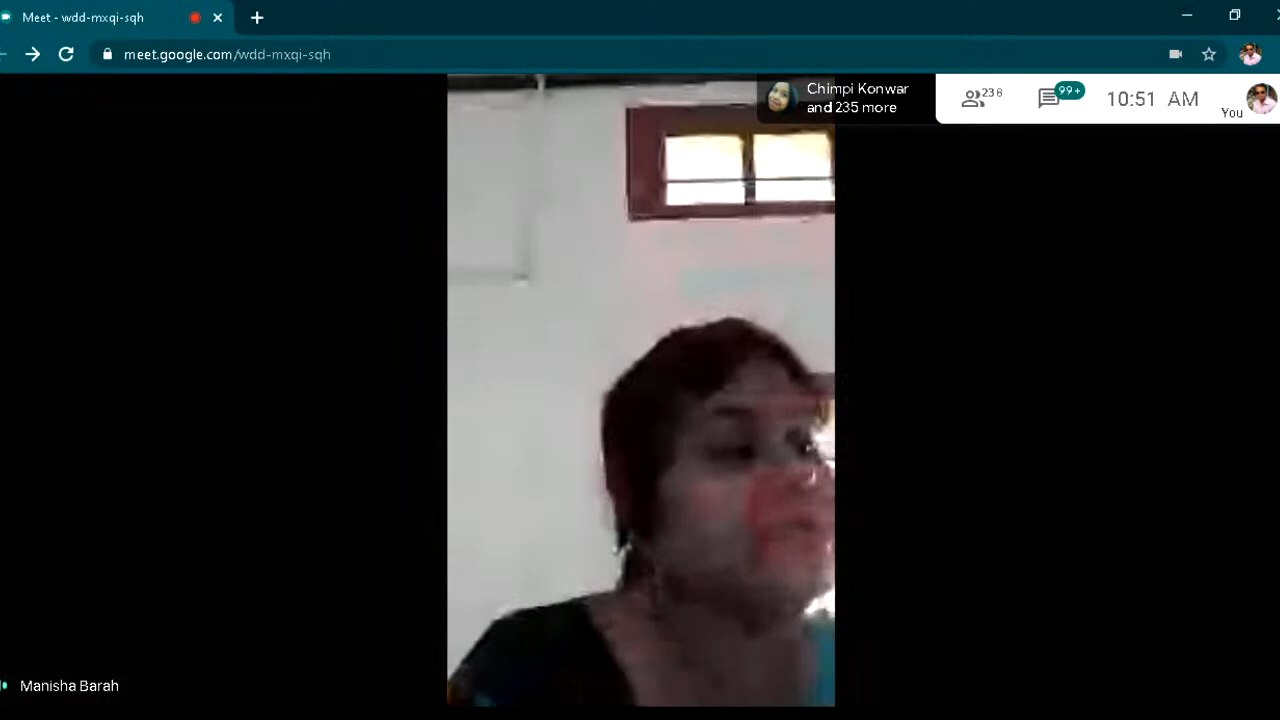 Meet - wdd-mxqi-sqh
meet.google.com/wdd-mxqi-sqh
Chimpi Konwar
and 235 more
236
99+
10:51 AM
You
Manisha Barah